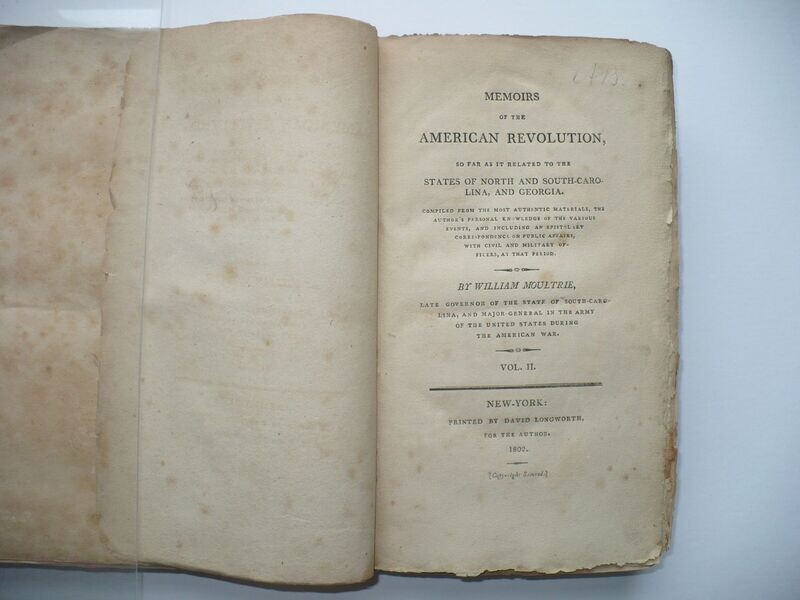 MEMOIRS
OF THE
AMERICAN REVOLUTION,
SO FAR AS IT RELATED TO THE
STATES OF NORTH AND SOUTH-CARO-
LINA, AND GEORGIA.
COMPILED FROM THE MOST AUTHENTIC MATERIALS, THE
AUTHOR'S PERSONAL KNOWLEDGE OF THE VARIOUS
EVENTS, AND INCLUDING AN EPISTOLARY
CORRESPONDENCE ON PUBLIC AFFAIRS,
WITH CIVIL AND MILITARY OF-
FICERS, AT THAT PERIOD.
BY WILLIAM MOULTRIE,
LATE GOVERNOR OF THE STATE OF SOUTH-CARO-
LINA, AND MAJOR-GENERAL IN THE ARMY
OF THE UNITED STATES DURING
THE AMERICAN WAR.
VOL. II.
NEW-YORK:
PRINTED BY DAVID LONGWORTH,
FOR THE AUTHOR.
1802.
[Copy-right Secured.]